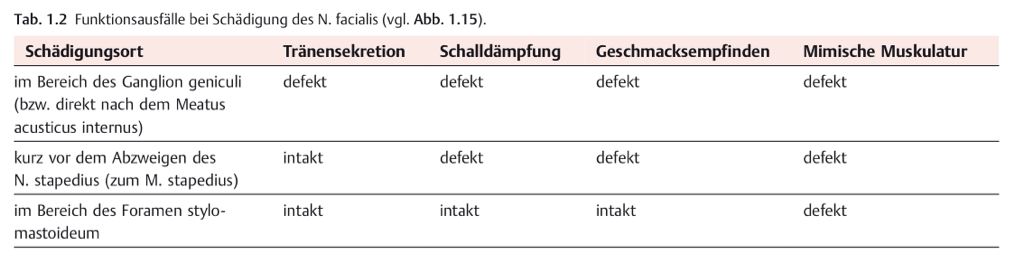 Tab. 1.2 Funktionsausfälle bei Schädigung des N. facialis (vgl. Abb. 1.15).
Schädigungsort Tränensekretion Schalldämpfung Geschmacksempfinden Mimische Muskulatur
im Bereich des Ganglion geniculi defekt defekt defekt defekt
(bzw. direkt nach dem Meatus
acusticus internus)
kurz vor dem Abzweigen des intakt defekt defekt defekt
N. stapedius (zum M. stapedius)
im Bereich des Foramen stylo- intakt intakt intakt defekt
mastoideum